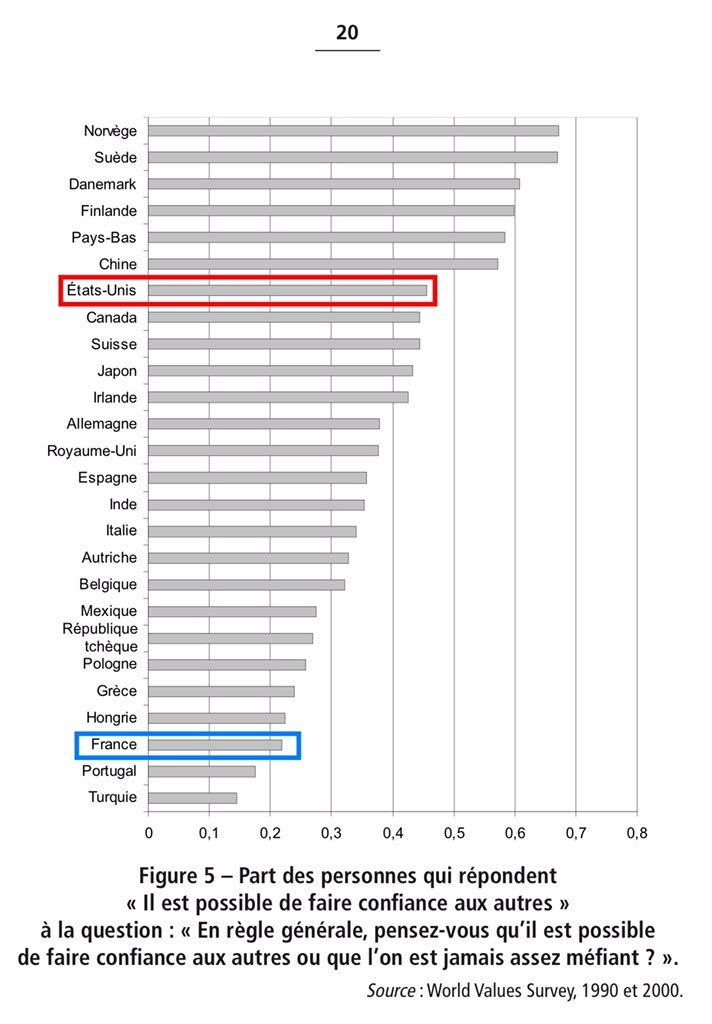 20
Norvège
Suède
Danemark
Finlande
Pays-Bas
Chine
États-Unis
Canada
Suisse
Japon
Irlande
Allemagne
Royaume-Uni
Espagne
Inde
Italie
Autriche
Belgique
Mexique
République
tchèque
Pologne
Grèce
Hongrie
France
Portugal
Turquie
0 0,1 0,2 0,3 0,4 0,5 0,6 0,7 0,8
Figure 5 – Part des personnes qui répondent
« Il est possible de faire confiance aux autres »
à la question : « En règle générale, pensez-vous qu’il est possible
de faire confiance aux autres ou que l’on est jamais assez méfiant ? ».
Source : World Values Survey, 1990 et 2000.